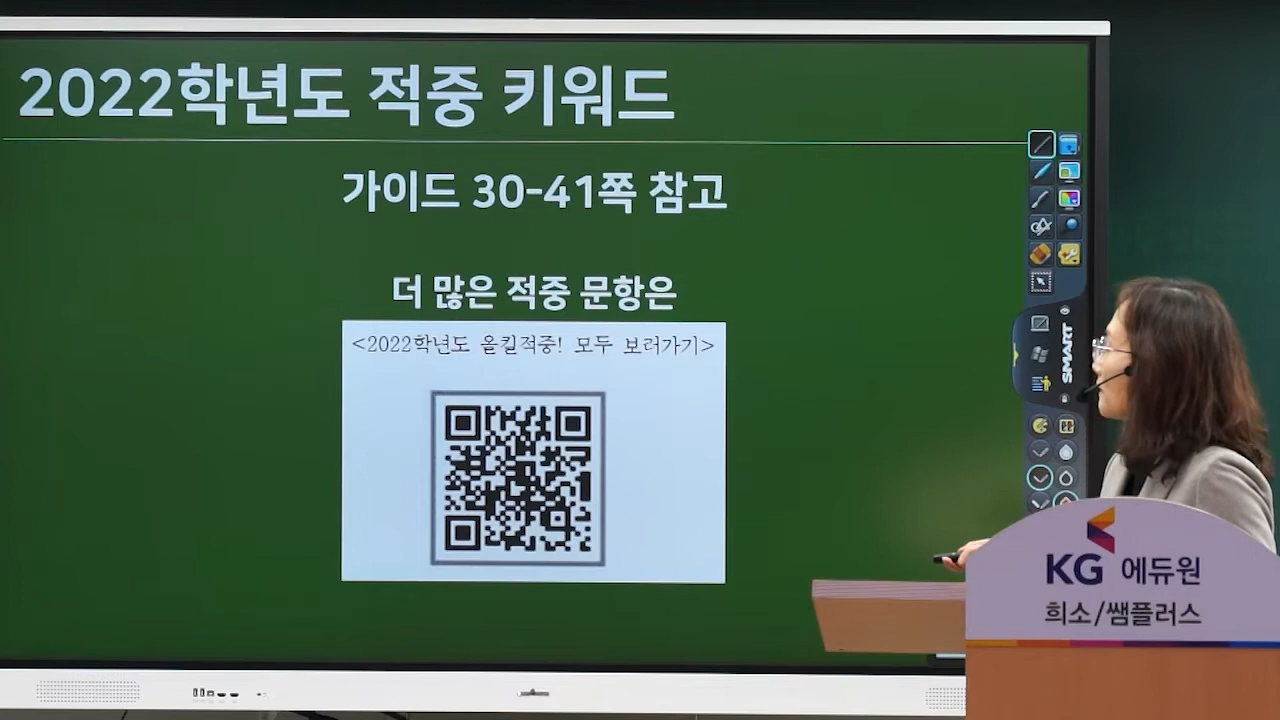 2022학년도 적중 키워드
가이드 30-41쪽 참고
더 많은 적중 문항은
<2022학년도 올킬적중! 모두 보러가기>
SMART
KG 에듀원
희소/쌤플러스